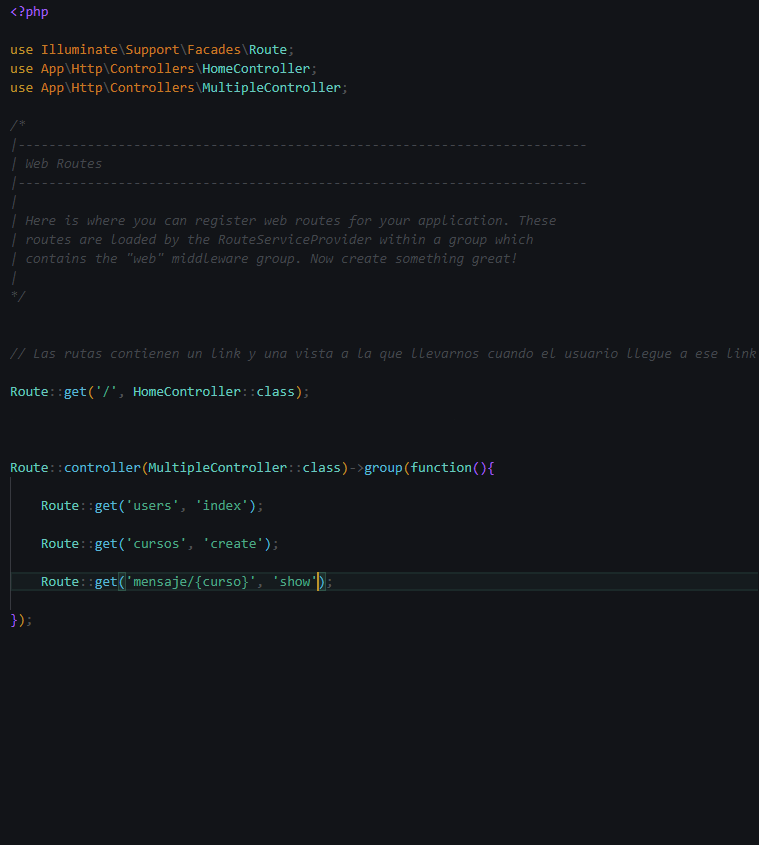 <?php
use Illuminate\Support\Facades\Route;
use App\Http\Controllers\HomeController;
use App\Http\Controllers\MultipleController;
/*
|--------------------------------------------------------------------------
| Web Routes
|--------------------------------------------------------------------------
|
| Here is where you can register web routes for your application. These
| routes are loaded by the RouteServiceProvider within a group which
| contains the "web" middleware group. Now create something great!
|
*/
// Las rutas contienen un link y una vista a la que llevarnos cuando el usuario llegue a ese link
Route::get('/', HomeController::class);
Route::controller(MultipleController::class)->group(function(){
    Route::get('users', 'index');
    Route::get('cursos', 'create');
    Route::get('mensaje/{curso}', 'show');
});